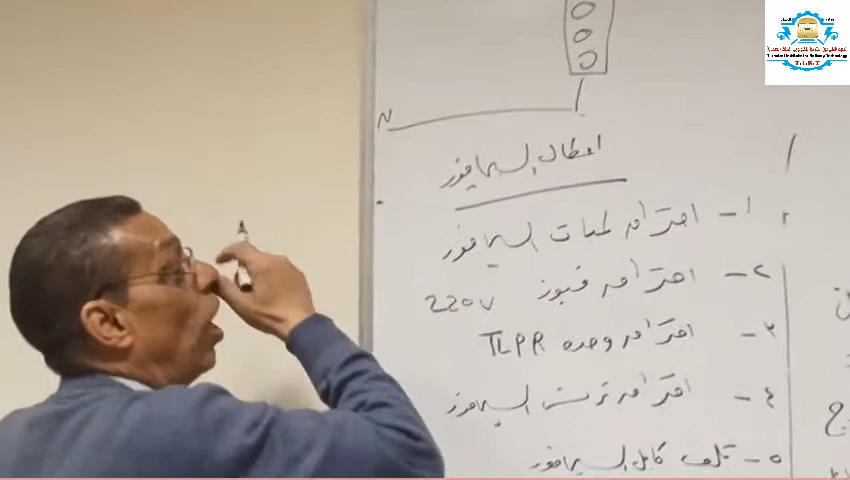 N
اعطال السيمافور
١ - احتراق لمبات السيمافور
٢ - احتراق فيوز 220V
٣ - احتراق وحده TLPR
٤ - احتراق ترنس السيمافور
٥ - تلف كابل السيمافور
T.I.R.T